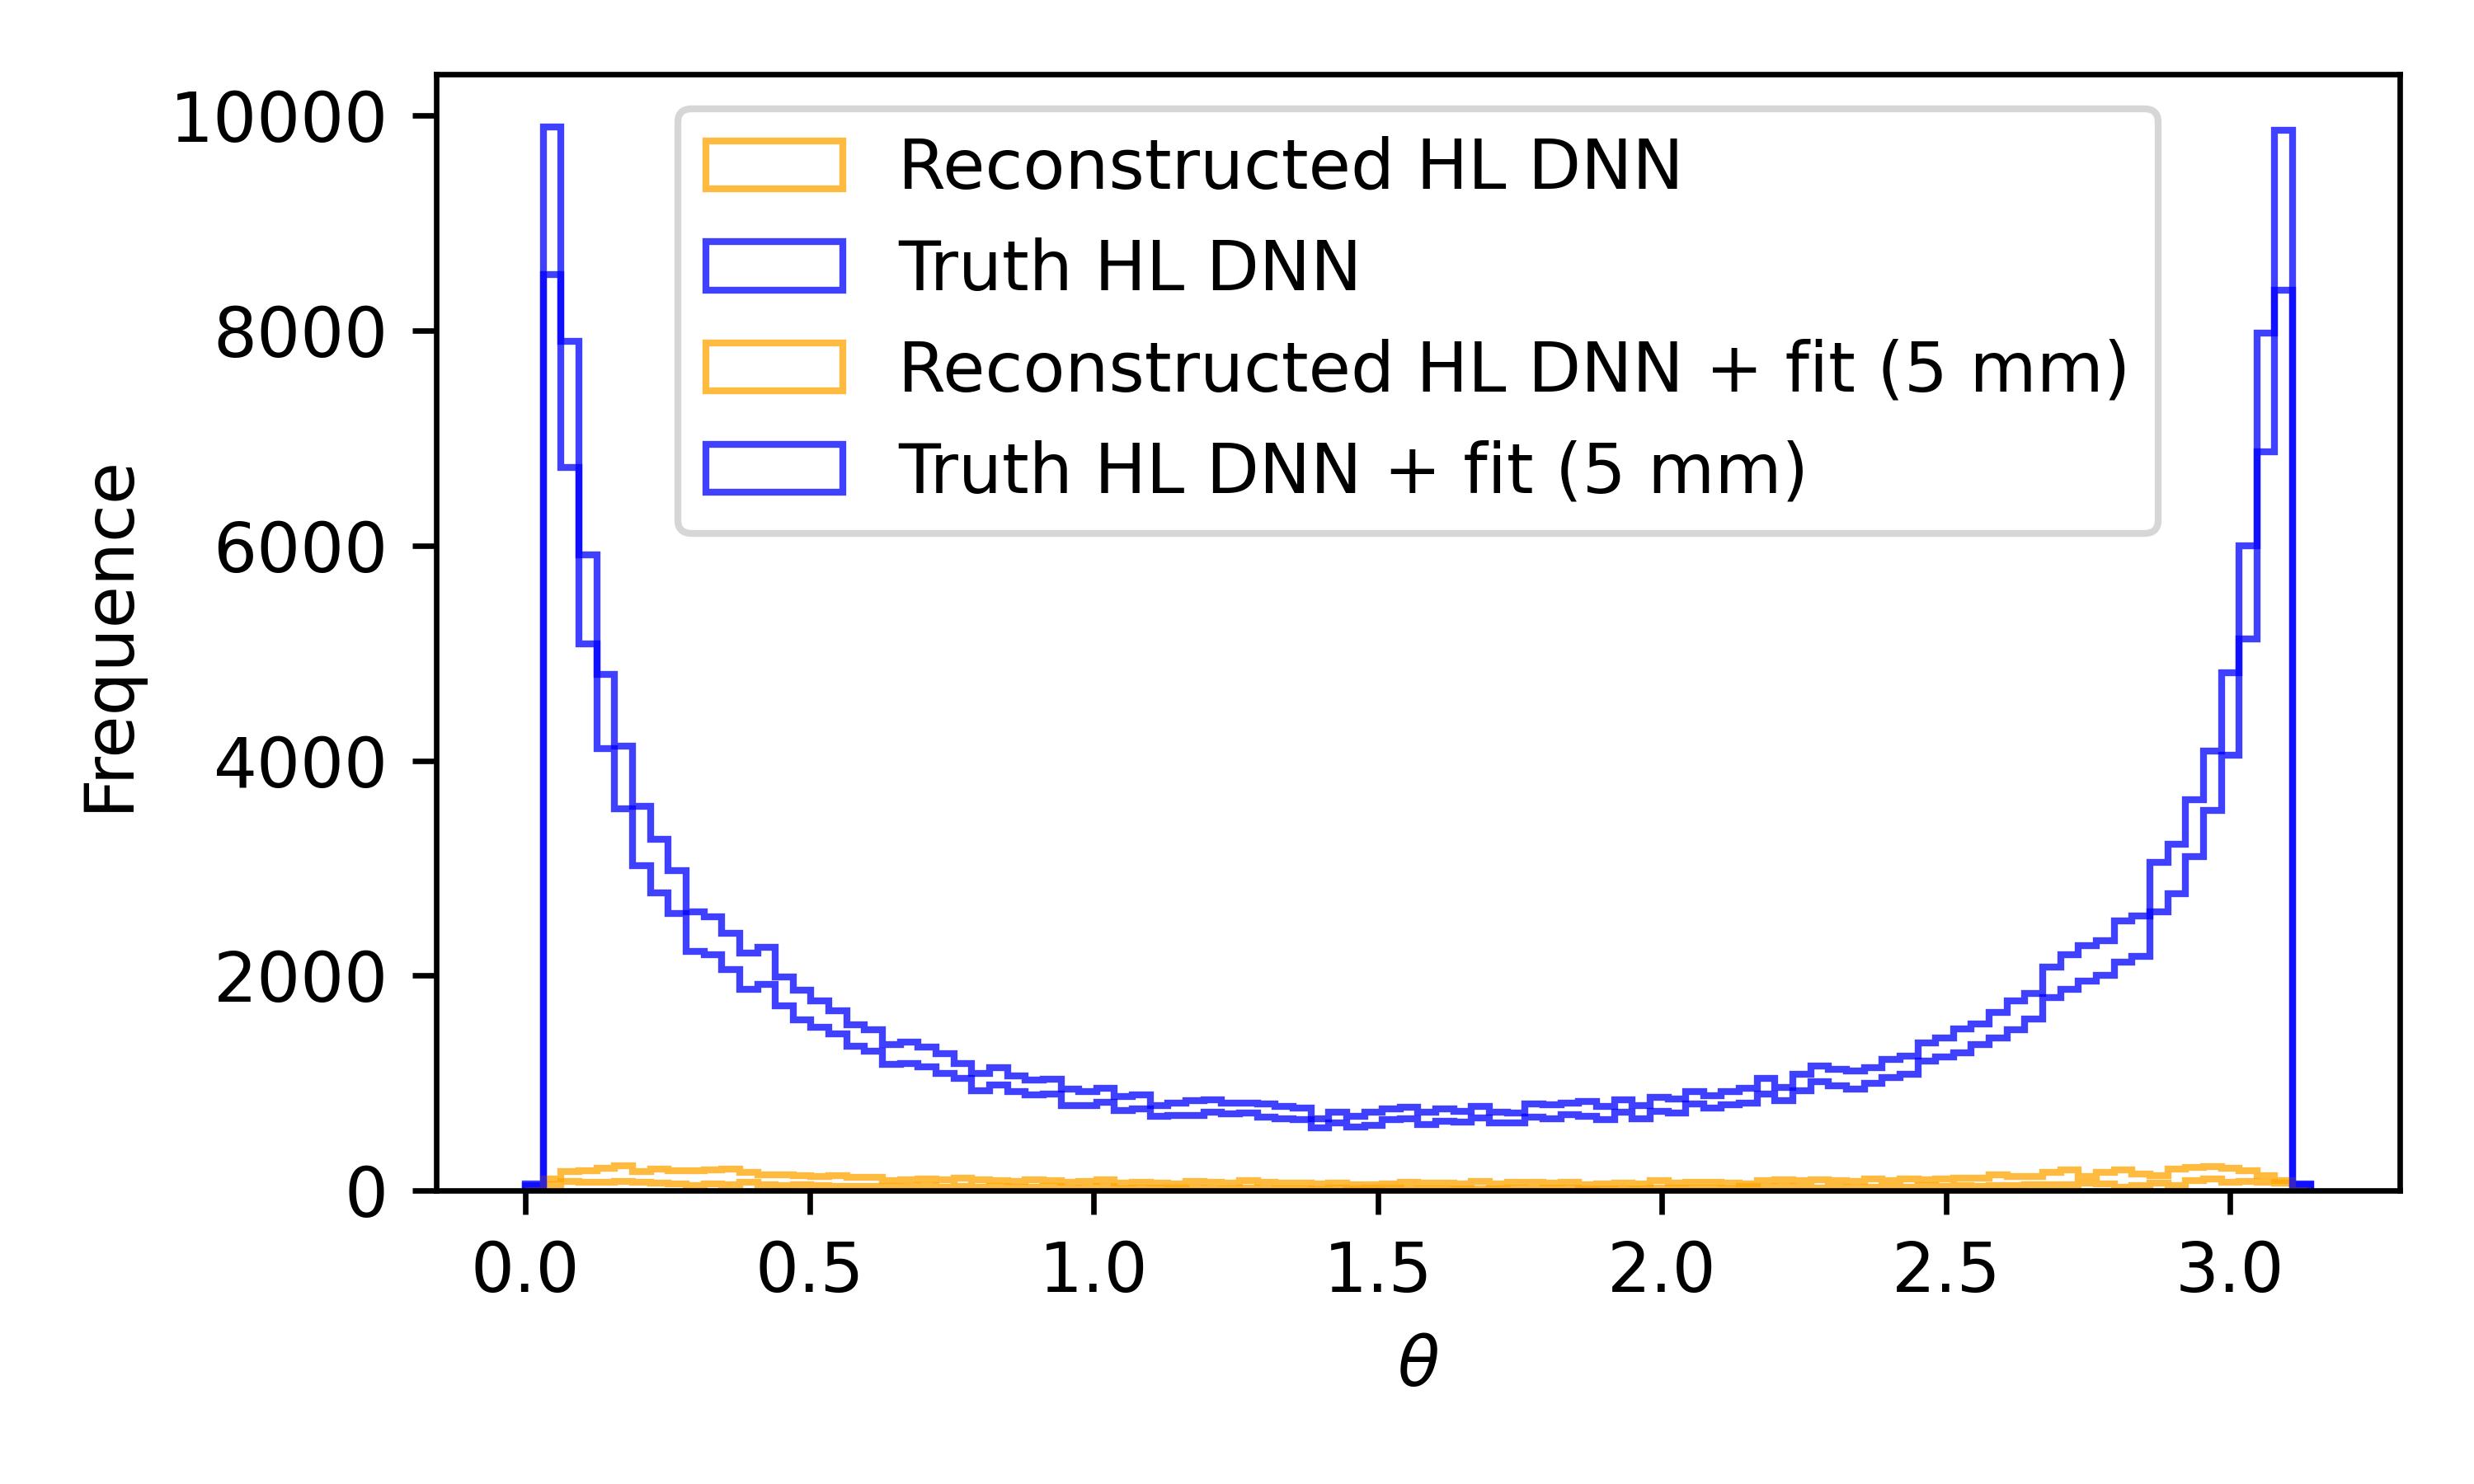 10000
8000
6000
4000
2000
0
Frequence
Reconstructed HL DNN
Truth HL DNN
Reconstructed HL DNN + fit (5 mm)
Truth HL DNN + fit (5 mm)
0.0 0.5 1.0 1.5 2.0 2.5 3.0
θ